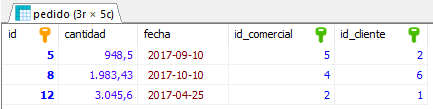 pedido (3r × 5c)
id cantidad fecha id_comercial id_cliente
5 948,5 2017-09-10 5 2
8 1.983,43 2017-10-10 4 6
12 3.045,6 2017-04-25 2 1